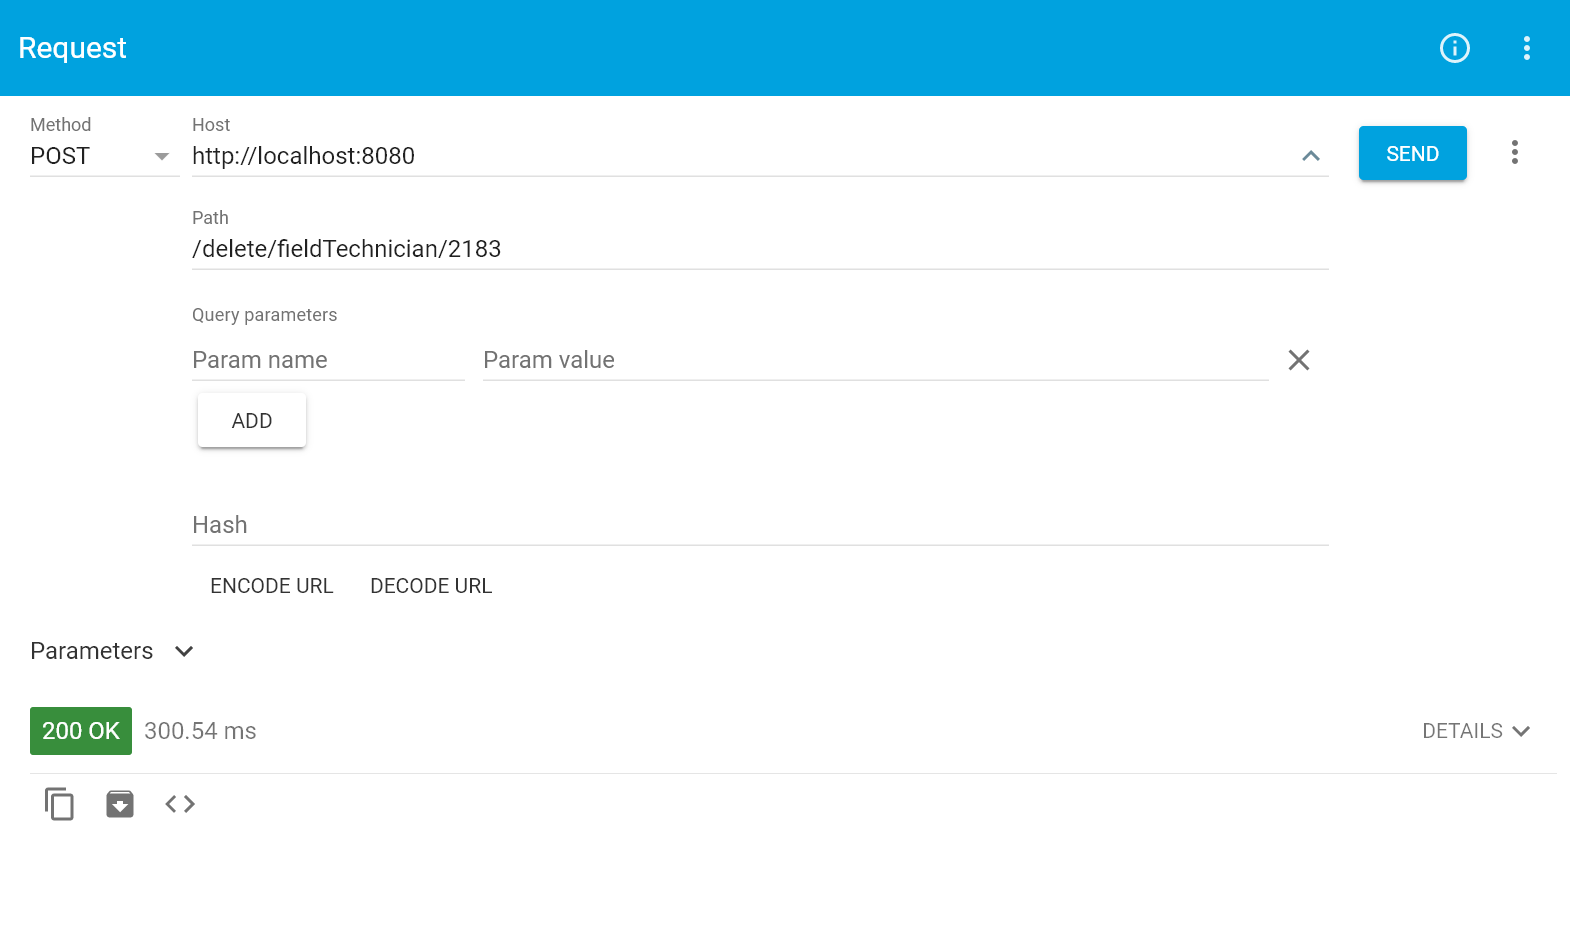 Request
Method
POST
Host
http://localhost:8080
SEND
Path
/delete/fieldTechnician/2183
Query parameters
Param name Param value
ADD
Hash
ENCODE URL DECODE URL
Parameters
200 OK 300.54 ms DETAILS